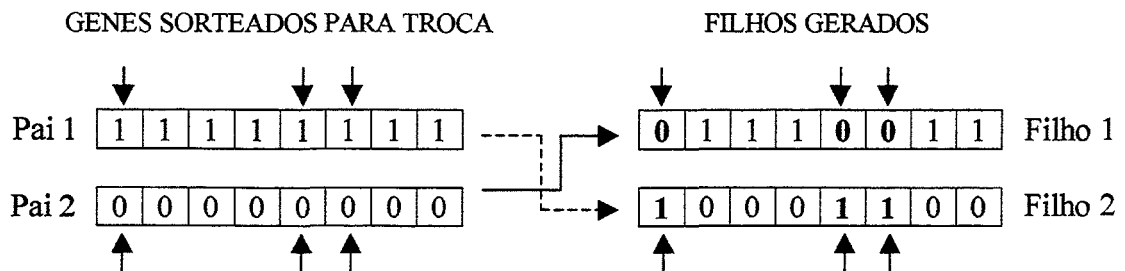 GENES SORTEADOS PARA TROCA FILHOS GERADOS
Pai 1 1 1 1 1 1 1 1 1 0 1 1 1 0 0 1 1 Filho 1
Pai 2 0 0 0 0 0 0 0 0 1 0 0 0 1 1 0 0 Filho 2